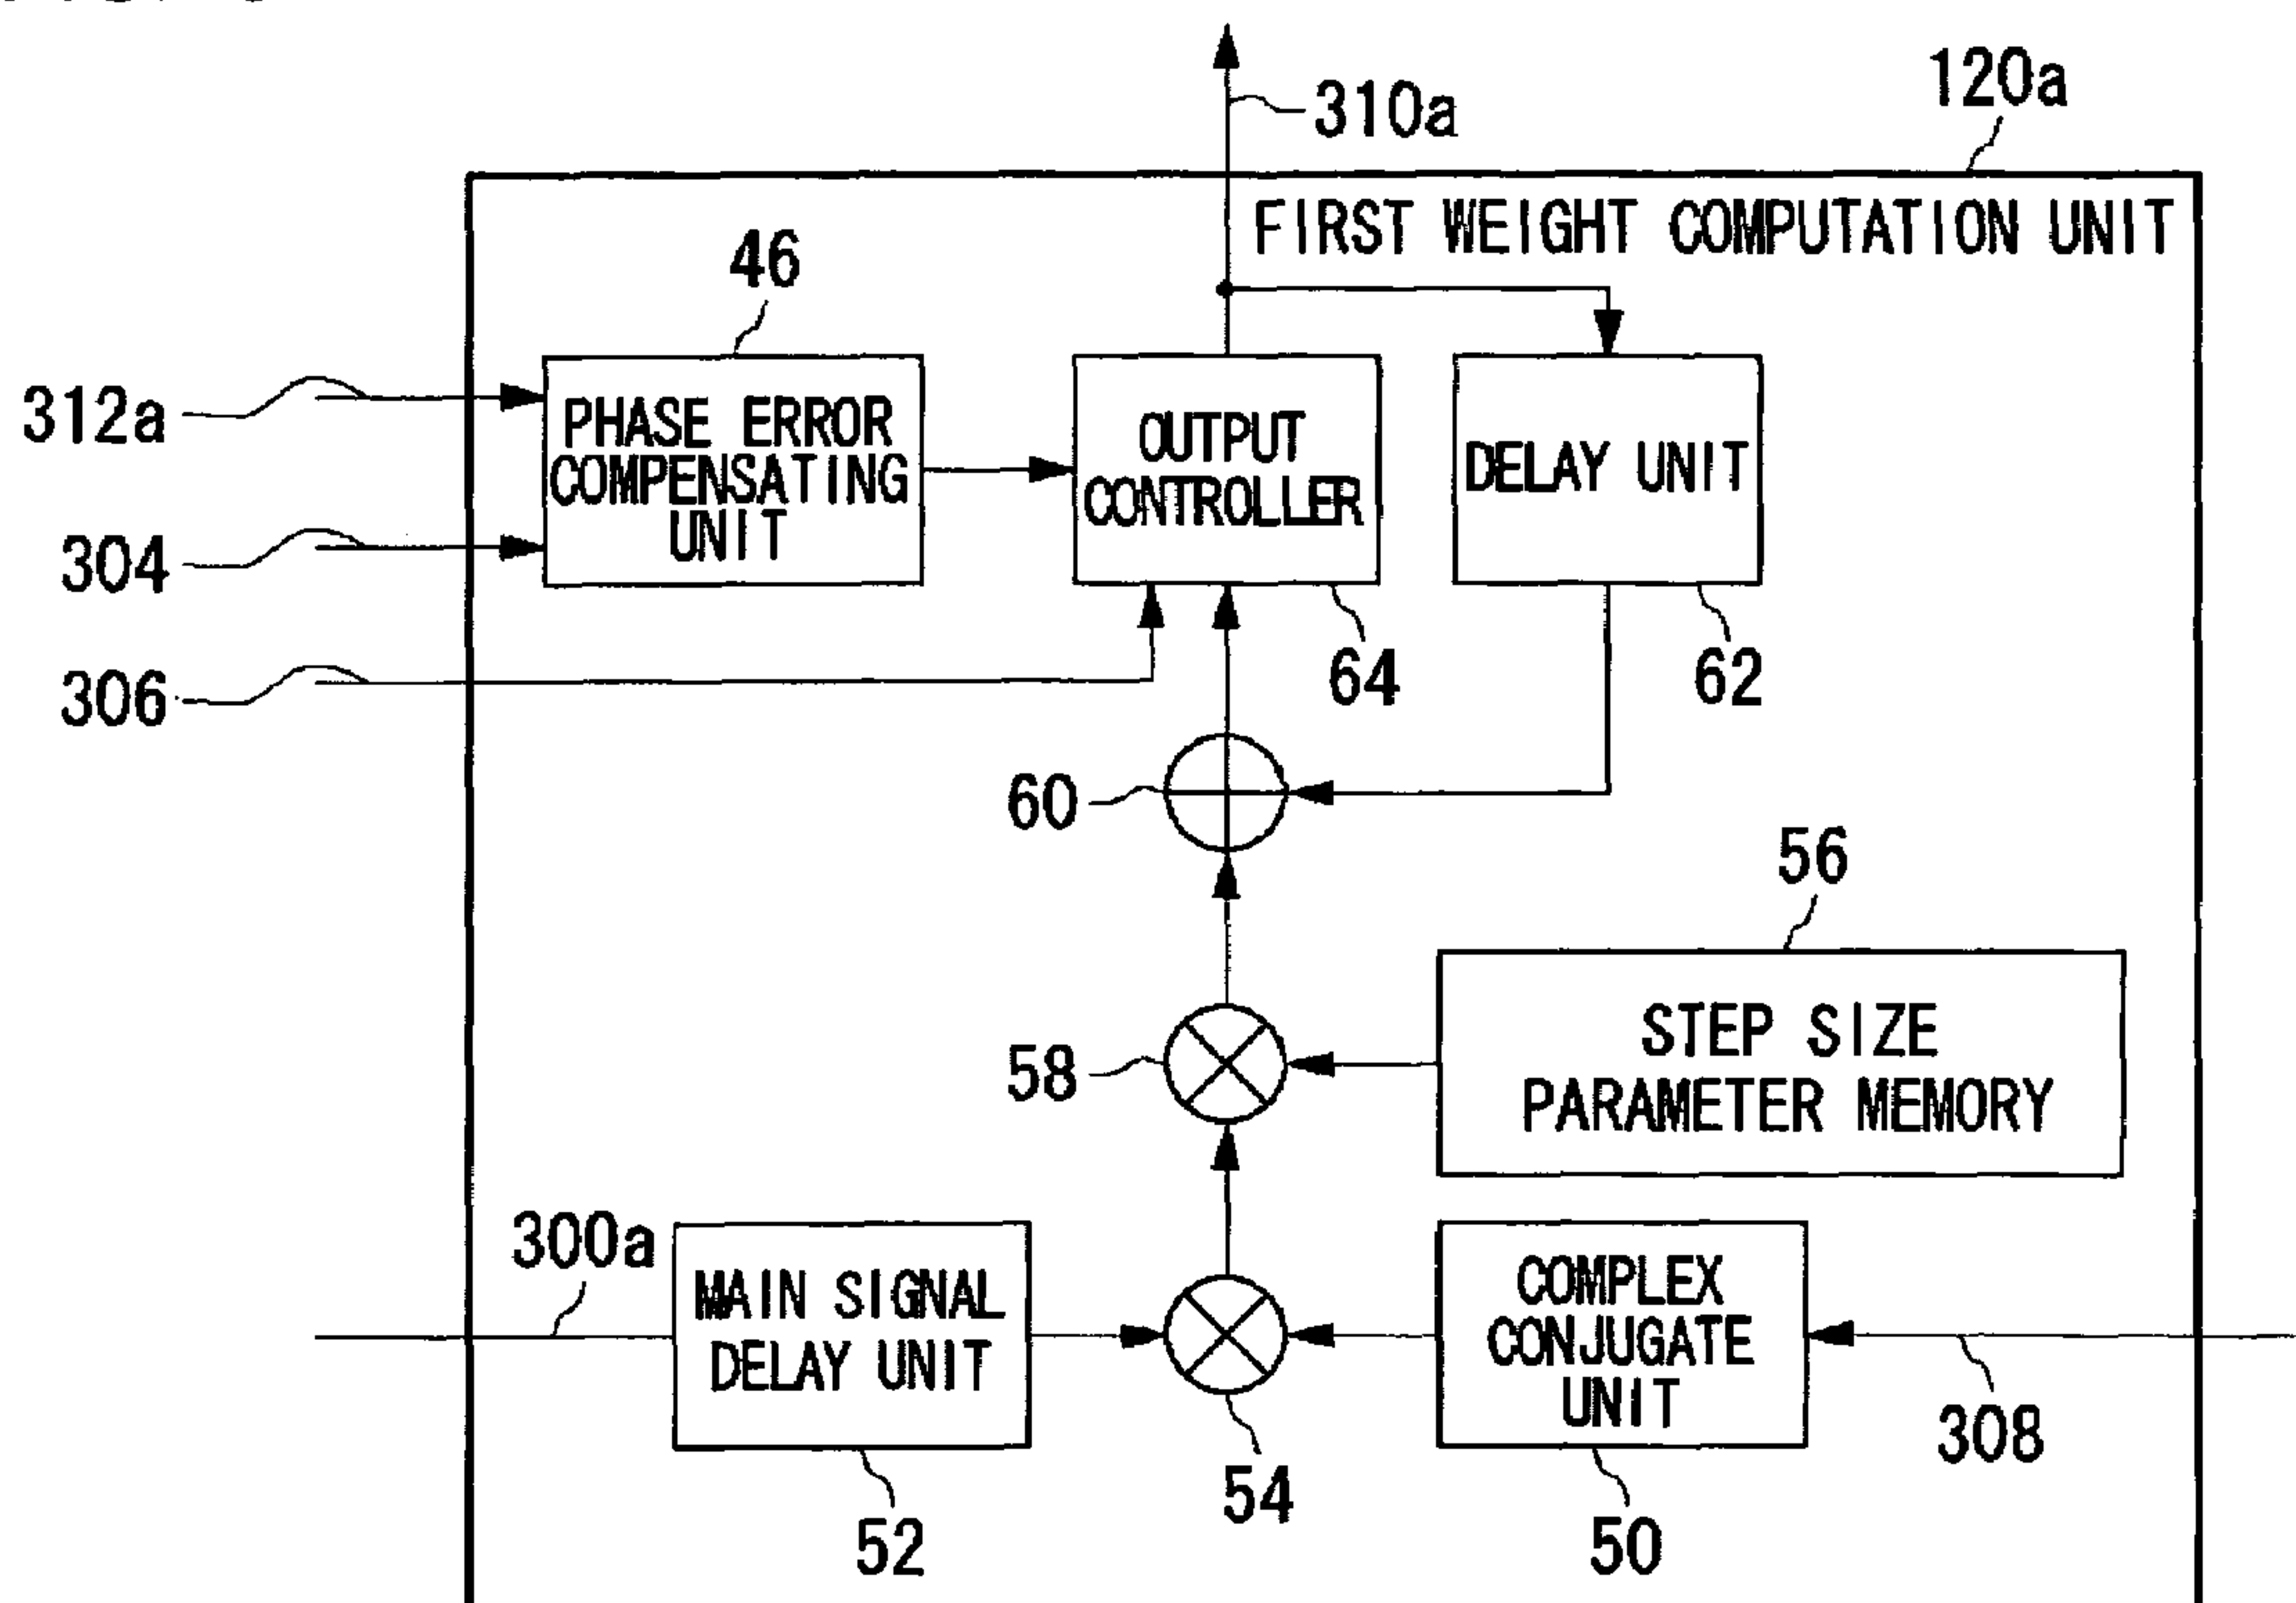 310a
120a
FIRST WEIGHT COMPUTATION UNIT
46
312a
PHASE ERROR
COMPENSATING
UNIT
OUTPUT
CONTROLLER
DELAY UNIT
304
306
64
62
60
56
58
STEP SIZE
PARAMETER MEMORY
300a
MAIN SIGNAL
DELAY UNIT
COMPLEX
CONJUGATE
UNIT
308
52
54
50